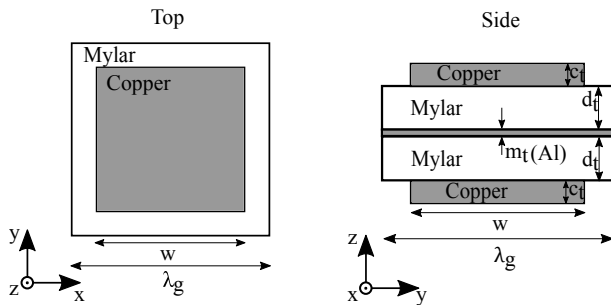 Top
Mylar
Copper
w
λg
y
z
x
Side
Copper
ct
Mylar
dt
Mylar
mt(Al)
dt
Copper
ct
w
λg
z
x
y